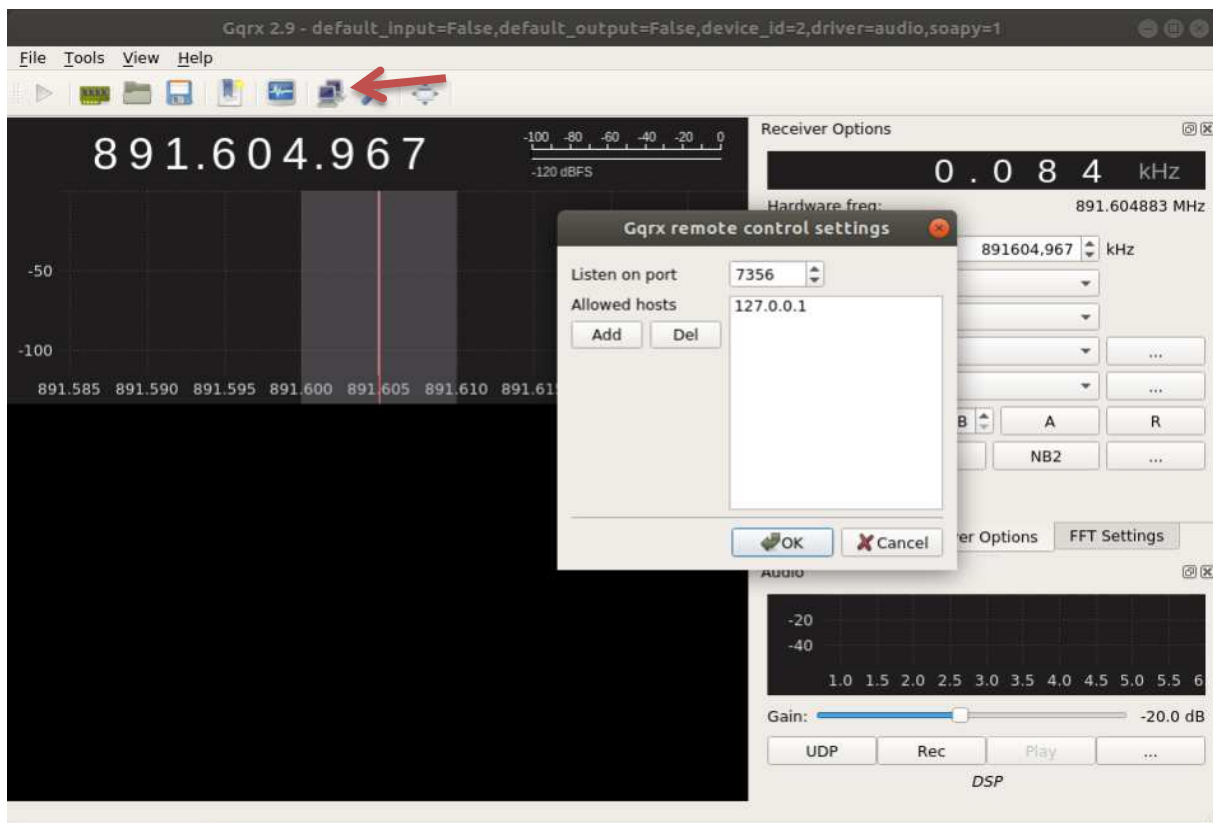 Gqrx 2.9 - default_input=False,default_output=False,device_id=2,driver=audio,soapy=1
File Tools View Help
891.604.967
-100 -80 -60 -40 -20 0
-120 dBFS
-50
-100
891.585 891.590 891.595 891.600 891.605 891.610 891.61
Receiver Options
0.084 kHz
Hardware freq: 891.604883 MHz
891604,967 kHz
...
...
B A R
NB2 ...
er Options FFT Settings
Gqrx remote control settings
Listen on port 7356
Allowed hosts 127.0.0.1
Add Del
OK Cancel
Audio
-20
-40
1.0 1.5 2.0 2.5 3.0 3.5 4.0 4.5 5.0 5.5 6
Gain: -20.0 dB
UDP Rec Play ...
DSP